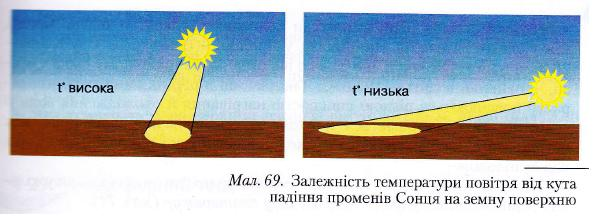 t° висока
t° низька
Мал. 69. Залежність температури повітря від кута
падіння променів Сонця на земну поверхню